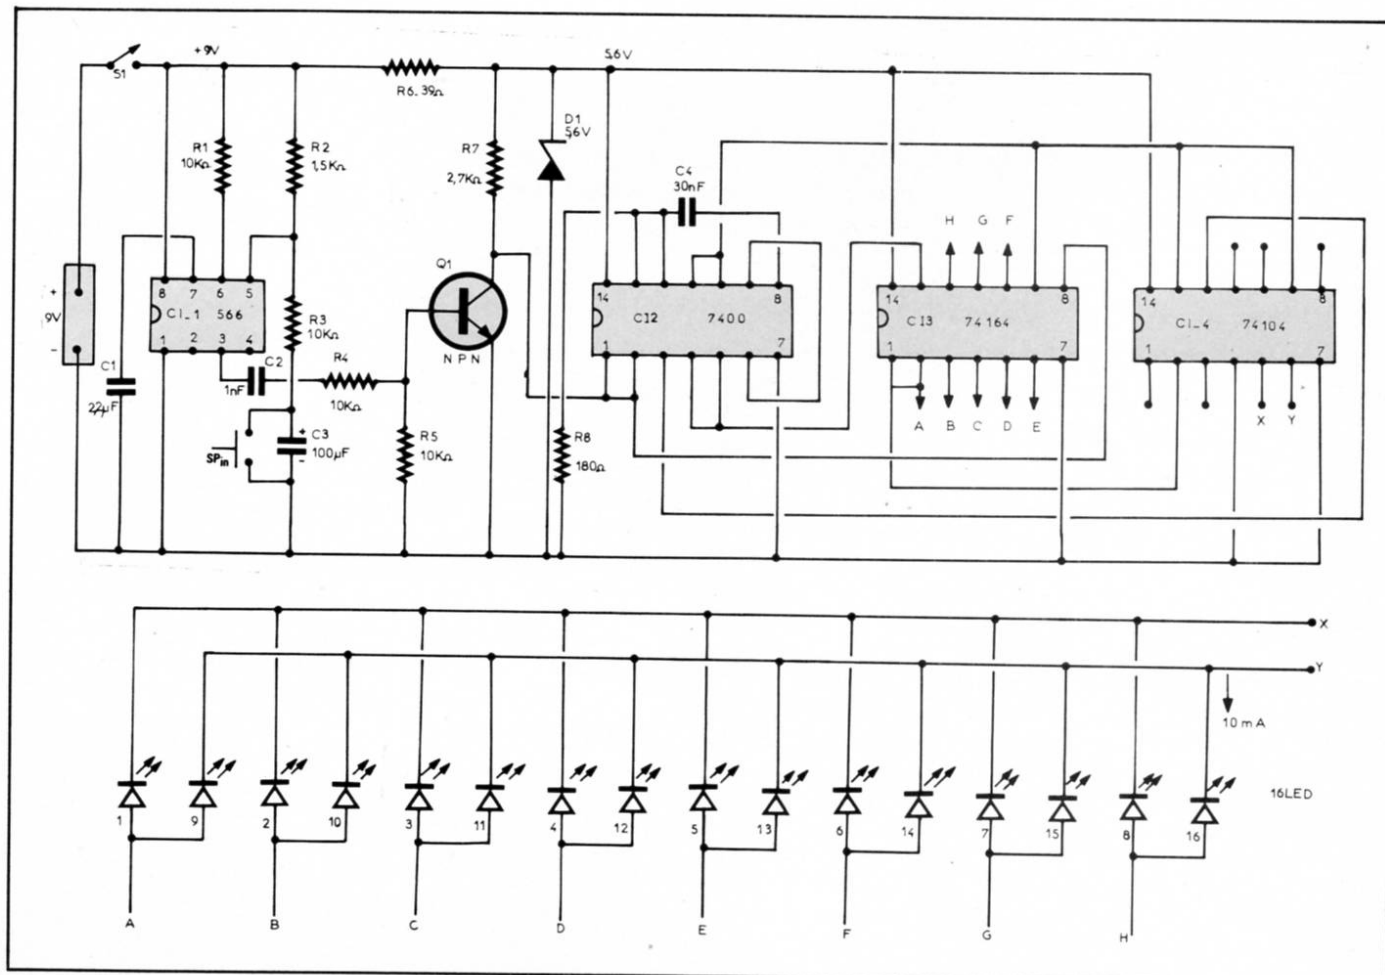 +9V
S1
R6.39Ω
5.6V
D1
5,6V
R1
10KΩ
R2
1,5KΩ
R7
2,7KΩ
C4
30nF
H G F
+
9V
-
8 7 6 5
CI_1 566
1 2 3 4
Q1
NPN
14 8
CI2 7400
1 7
14 8
CI3 74164
1 7
14 8
CI_4 74104
1 7
R3
10KΩ
C1
2,2µF
C2
1nF
R4
10KΩ
A B C D E
X Y
SPin
+
C3
100µF
-
R5
10KΩ
R8
180Ω
X
Y
10mA
16LED
1 9 2 10 3 11 4 12 5 13 6 14 7 15 8 16
A B C D E F G H